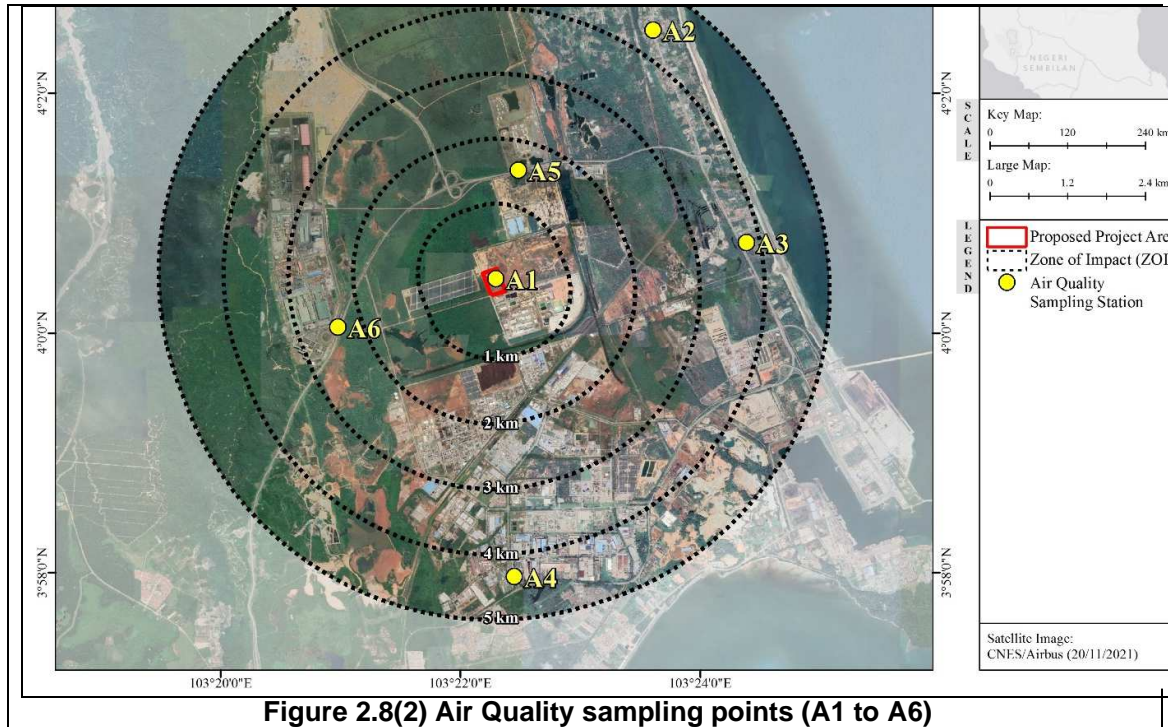 A2
4°2'0"N
4°2'0"N
A5
A3
A1
A6
4°0'0"N
4°0'0"N
1 km
2 km
3 km
4 km
A4
3°58'0"N
3°58'0"N
5 km
103°20'0"E
103°22'0"E
103°24'0"E
NEGERI
SEMBILAN
SCALE
Key Map:
0 120 240 km
Large Map:
0 1.2 2.4 km
LEGEND
Proposed Project Are
Zone of Impact (ZOI
Air Quality
Sampling Station
Satellite Image:
CNES/Airbus (20/11/2021)
Figure 2.8(2) Air Quality sampling points (A1 to A6)